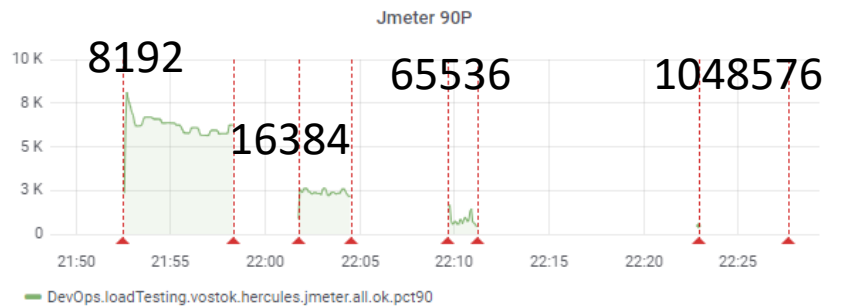 Jmeter 90P
10 K
8 K
5 K
3 K
0
8192
16384
65536
1048576
21:50 21:55 22:00 22:05 22:10 22:15 22:20 22:25
DevOps.loadTesting.vostok.hercules.jmeter.all.ok.pct90